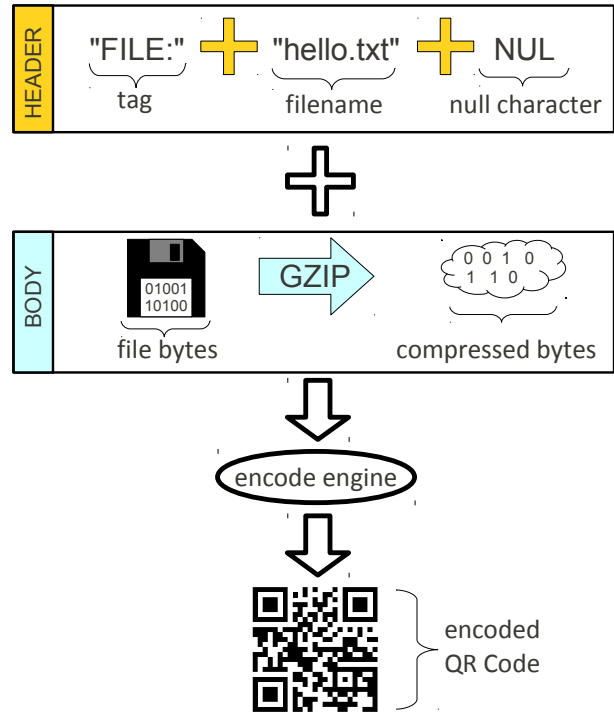 HEADER
"FILE:" "hello.txt" NUL
tag filename null character
BODY
01001
10100
GZIP
0 0 1 0
1 1 0
file bytes compressed bytes
encode engine
encoded
QR Code